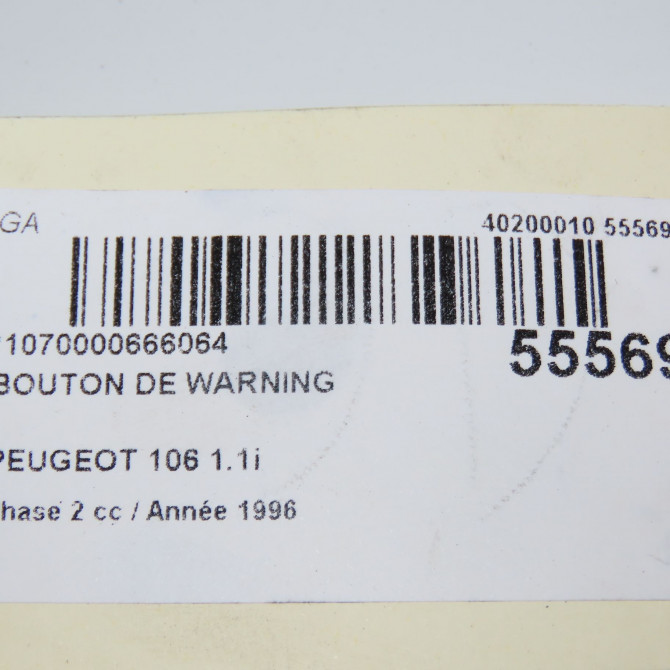 GA 40200010 55569
1070000666064
55569
BOUTON DE WARNING
PEUGEOT 106 1.1i
hase 2 cc / Année 1996